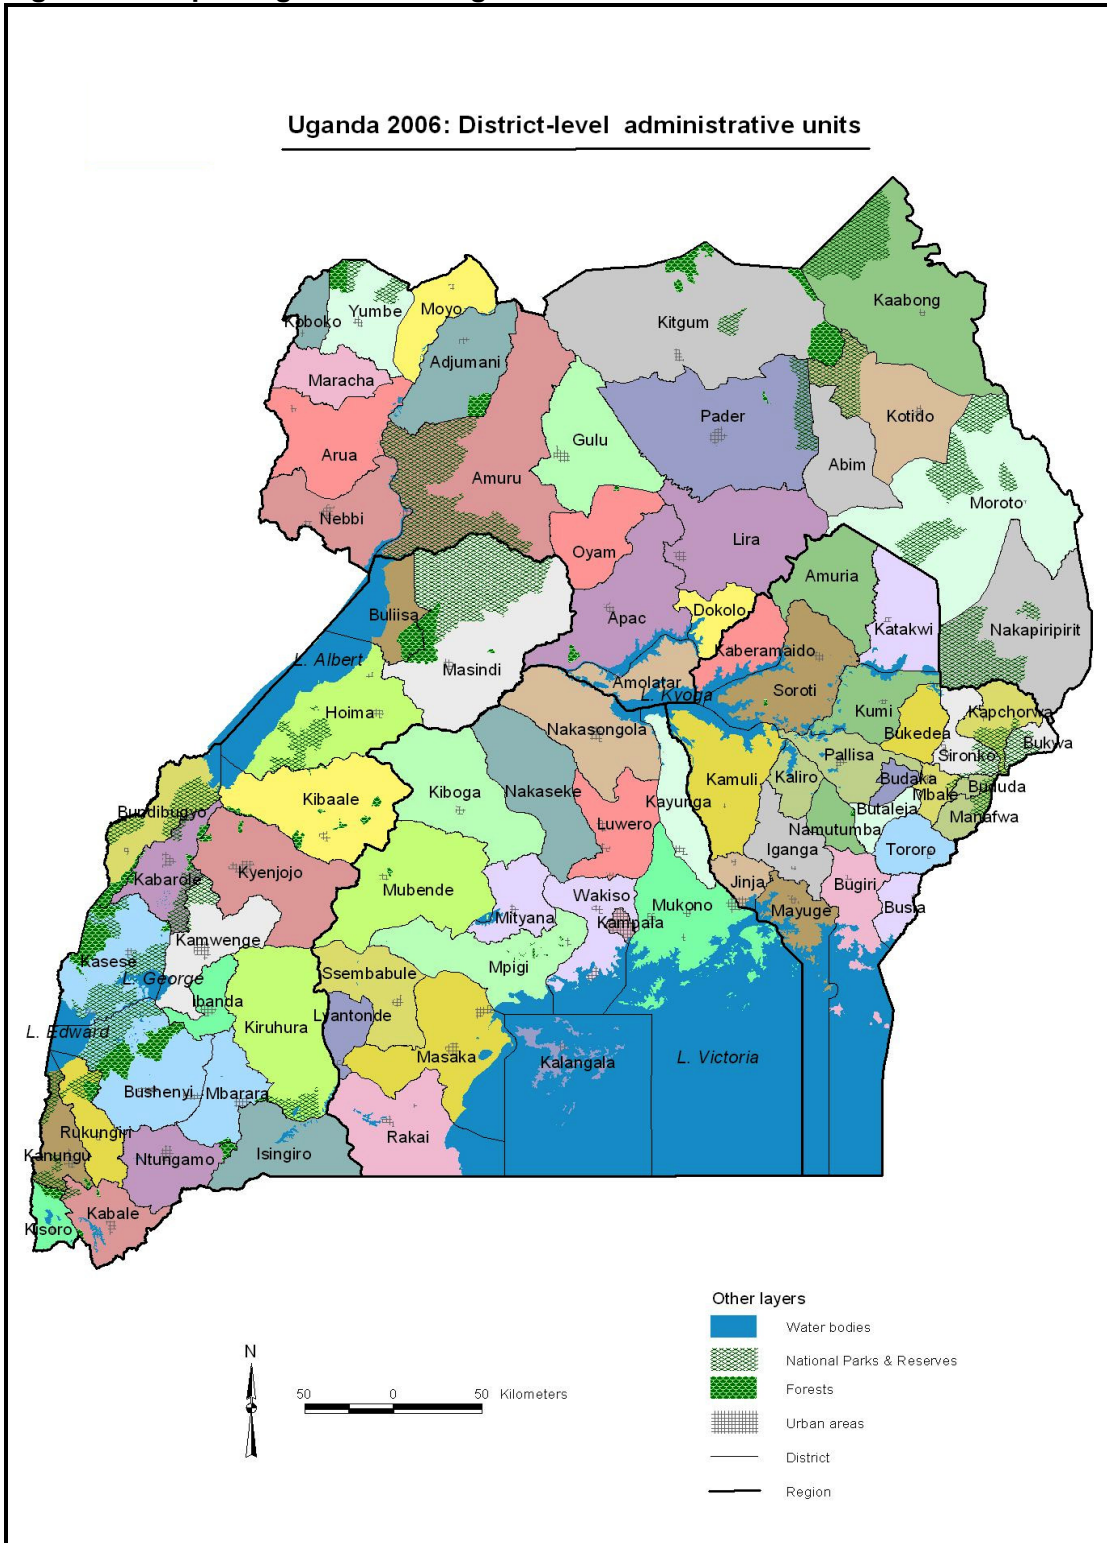 Uganda 2006: District-level administrative units
Kaabong
Koboko
Yumbe
Moyo
Kitgum
Adjumani
Maracha
Pader
Kotido
Gulu
Arua
Abim
Amuru
Moroto
Nebbi
Lira
Oyam
Amuria
Buliisa
Apac
Dokolo
Katakwi
Nakapiripirit
L. Albert
Masindi
Kaberamaido
Amolatar
Soroti
L. Kyoga
Hoima
Kumi
Kapchorwa
Nakasongola
Bukedea
Bukwa
Sironko
Pallisa
Kamuli
Kaliro
Budaka
Mbale
Bududa
Kibaale
Kiboga
Nakaseke
Kayunga
Bundibugyo
Butaleja
Manafwa
Luwero
Namutumba
Iganga
Tororo
Kyenjojo
Kabarole
Mubende
Jinja
Bugiri
Wakiso
Mityana
Kampala
Mukono
Mayuge
Busia
Kamwenge
Kasese
Mpigi
Ssembabule
L. George
Ibanda
Lyantonde
Kiruhura
L. Edward
Masaka
Kalangala
L. Victoria
Bushenyi
Mbarara
Rukungiri
Rakai
Kanungu
Ntungamo
Isingiro
Kabale
Kisoro
Other layers
Water bodies
National Parks & Reserves
Forests
Urban areas
District
Region
N
50 0 50 Kilometers